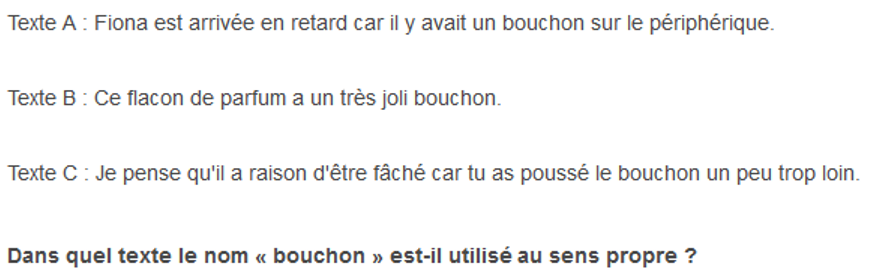 Texte A : Fiona est arrivée en retard car il y avait un bouchon sur le périphérique.
Texte B : Ce flacon de parfum a un très joli bouchon.
Texte C : Je pense qu'il a raison d'être fâché car tu as poussé le bouchon un peu trop loin.
Dans quel texte le nom « bouchon » est-il utilisé au sens propre ?